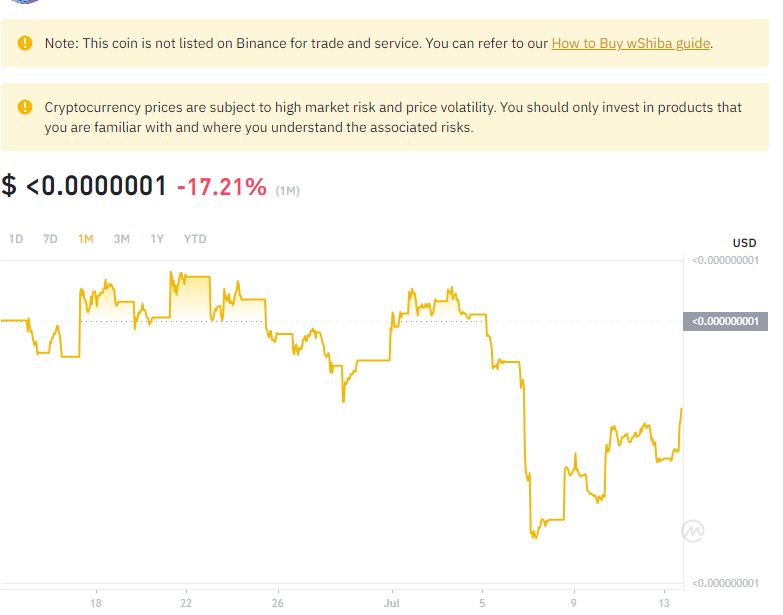 Note: This coin is not listed on Binance for trade and service. You can refer to our How to Buy wShiba guide.
Cryptocurrency prices are subject to high market risk and price volatility. You should only invest in products that
you are familiar with and where you understand the associated risks.
$ <0.0000001 -17.21% (1M)
1D 7D 1M 3M 1Y YTD
USD
<0.000000001
<0.000000001
<0.000000001
18 22 26 Jul 5 9 13